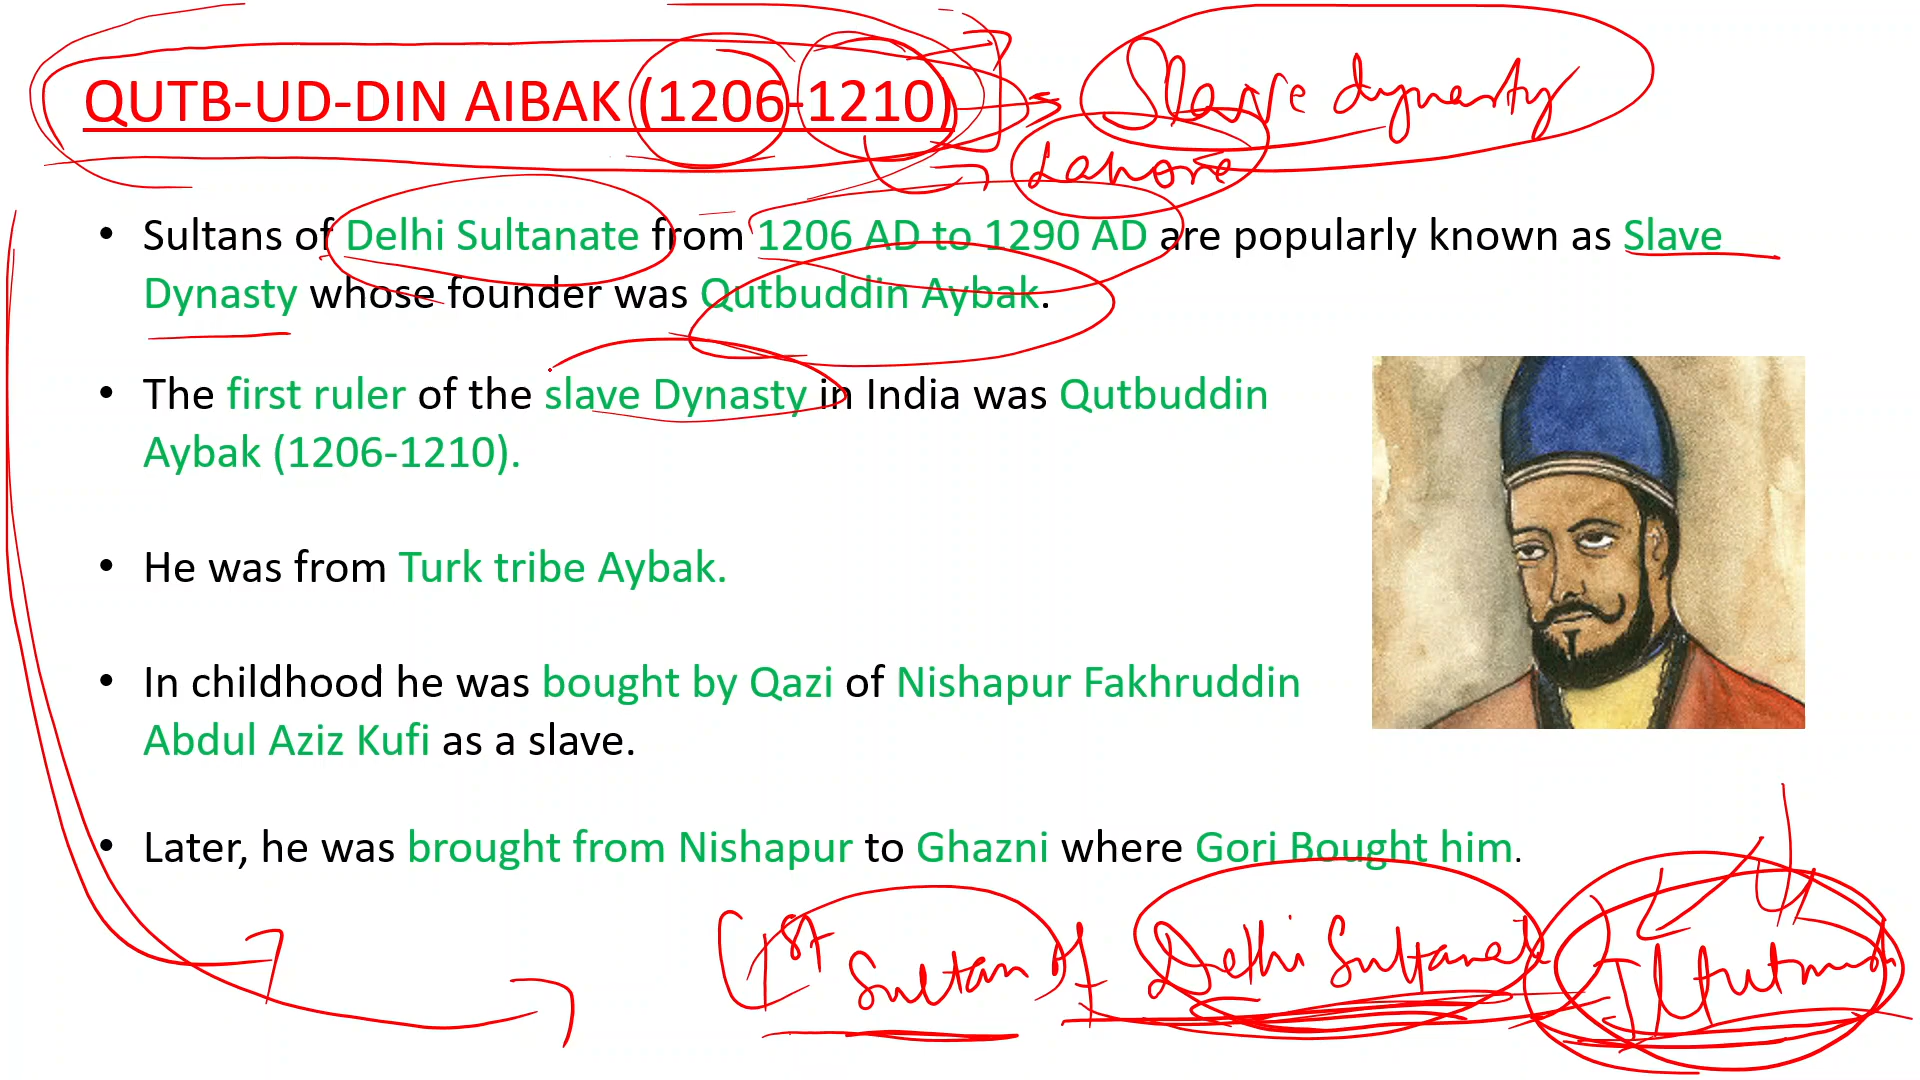 QUTB-UD-DIN AIBAK (1206-1210)
Slave dynasty
Lahore
• Sultans of Delhi Sultanate from 1206 AD to 1290 AD are popularly known as Slave
Dynasty whose founder was Qutbuddin Aybak.
• The first ruler of the slave Dynasty in India was Qutbuddin
Aybak (1206-1210).
• He was from Turk tribe Aybak.
• In childhood he was bought by Qazi of Nishapur Fakhruddin
Abdul Aziz Kufi as a slave.
• Later, he was brought from Nishapur to Ghazni where Gori Bought him.
1st Sultan of Delhi Sultanat